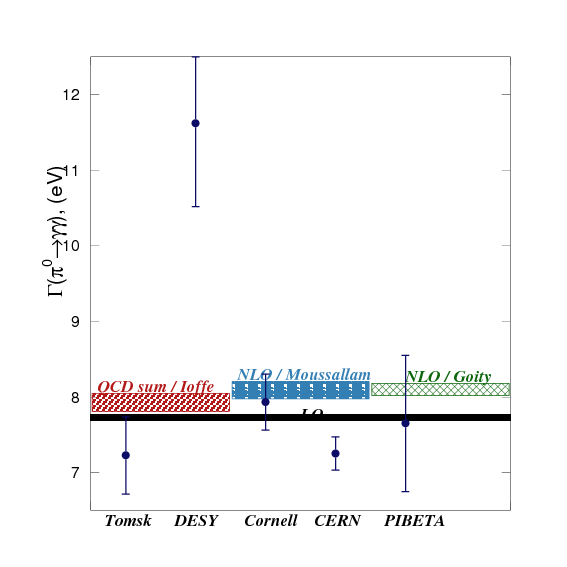 12
11
10
9
8
7
Γ(π⁰→γγ), (eV)
QCD sum / Ioffe
NLO / Moussallam
NLO / Goity
LO
Tomsk DESY Cornell CERN PIBETA